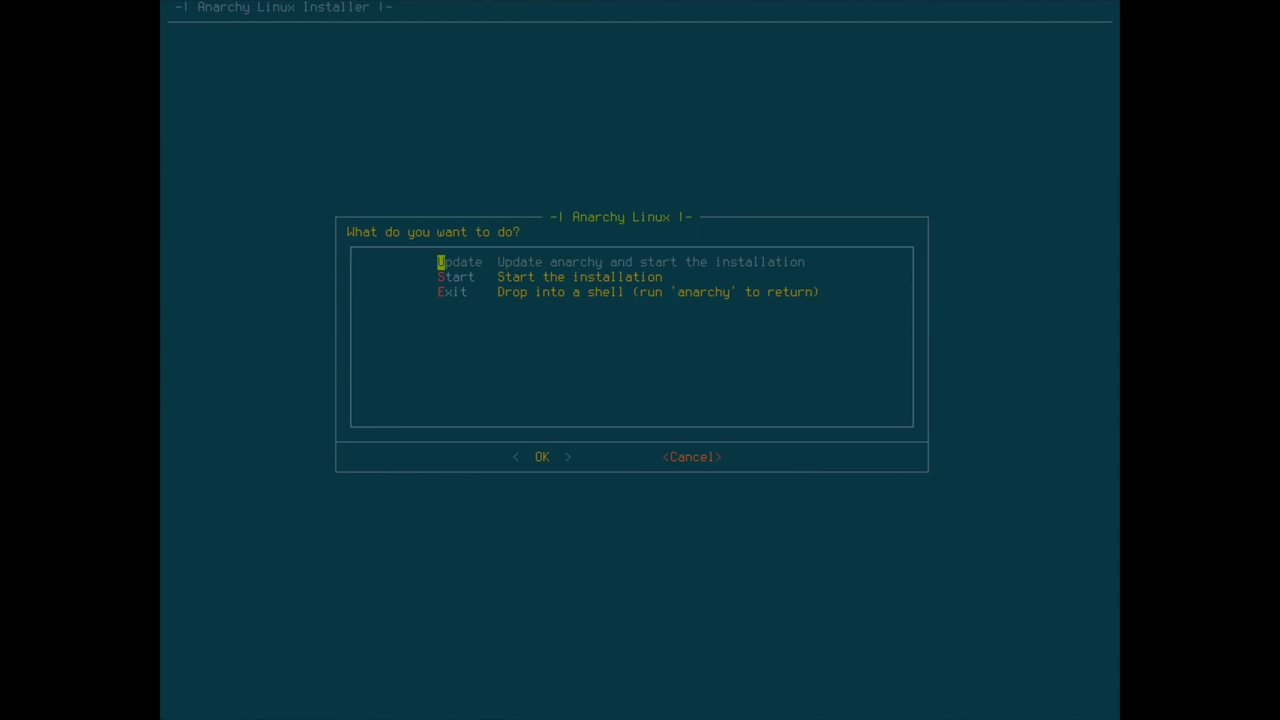 -| Anarchy Linux Installer |-
-| Anarchy Linux |-
What do you want to do?
Update Update anarchy and start the installation
Start Start the installation
Exit Drop into a shell (run 'anarchy' to return)
< OK > <Cancel>